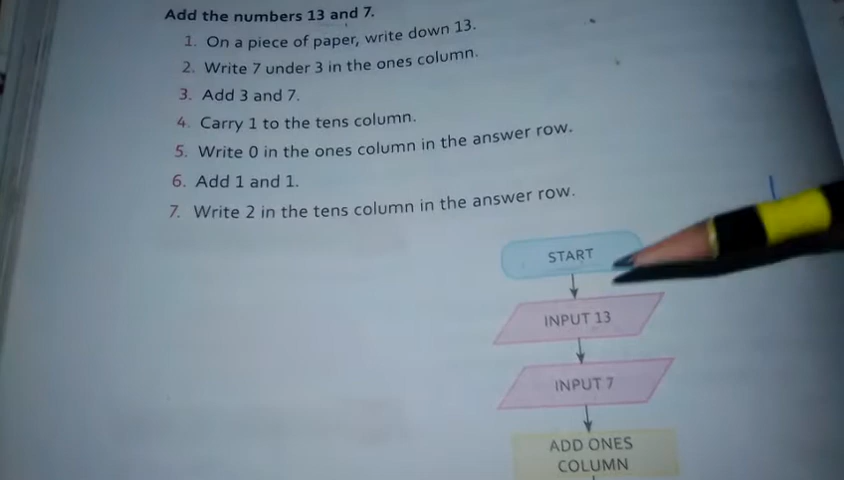 Add the numbers 13 and 7.
1. On a piece of paper, write down 13.
2. Write 7 under 3 in the ones column.
3. Add 3 and 7.
4. Carry 1 to the tens column.
5. Write 0 in the ones column in the answer row.
6. Add 1 and 1.
7. Write 2 in the tens column in the answer row.
START
INPUT 13
INPUT 7
ADD ONES
COLUMN